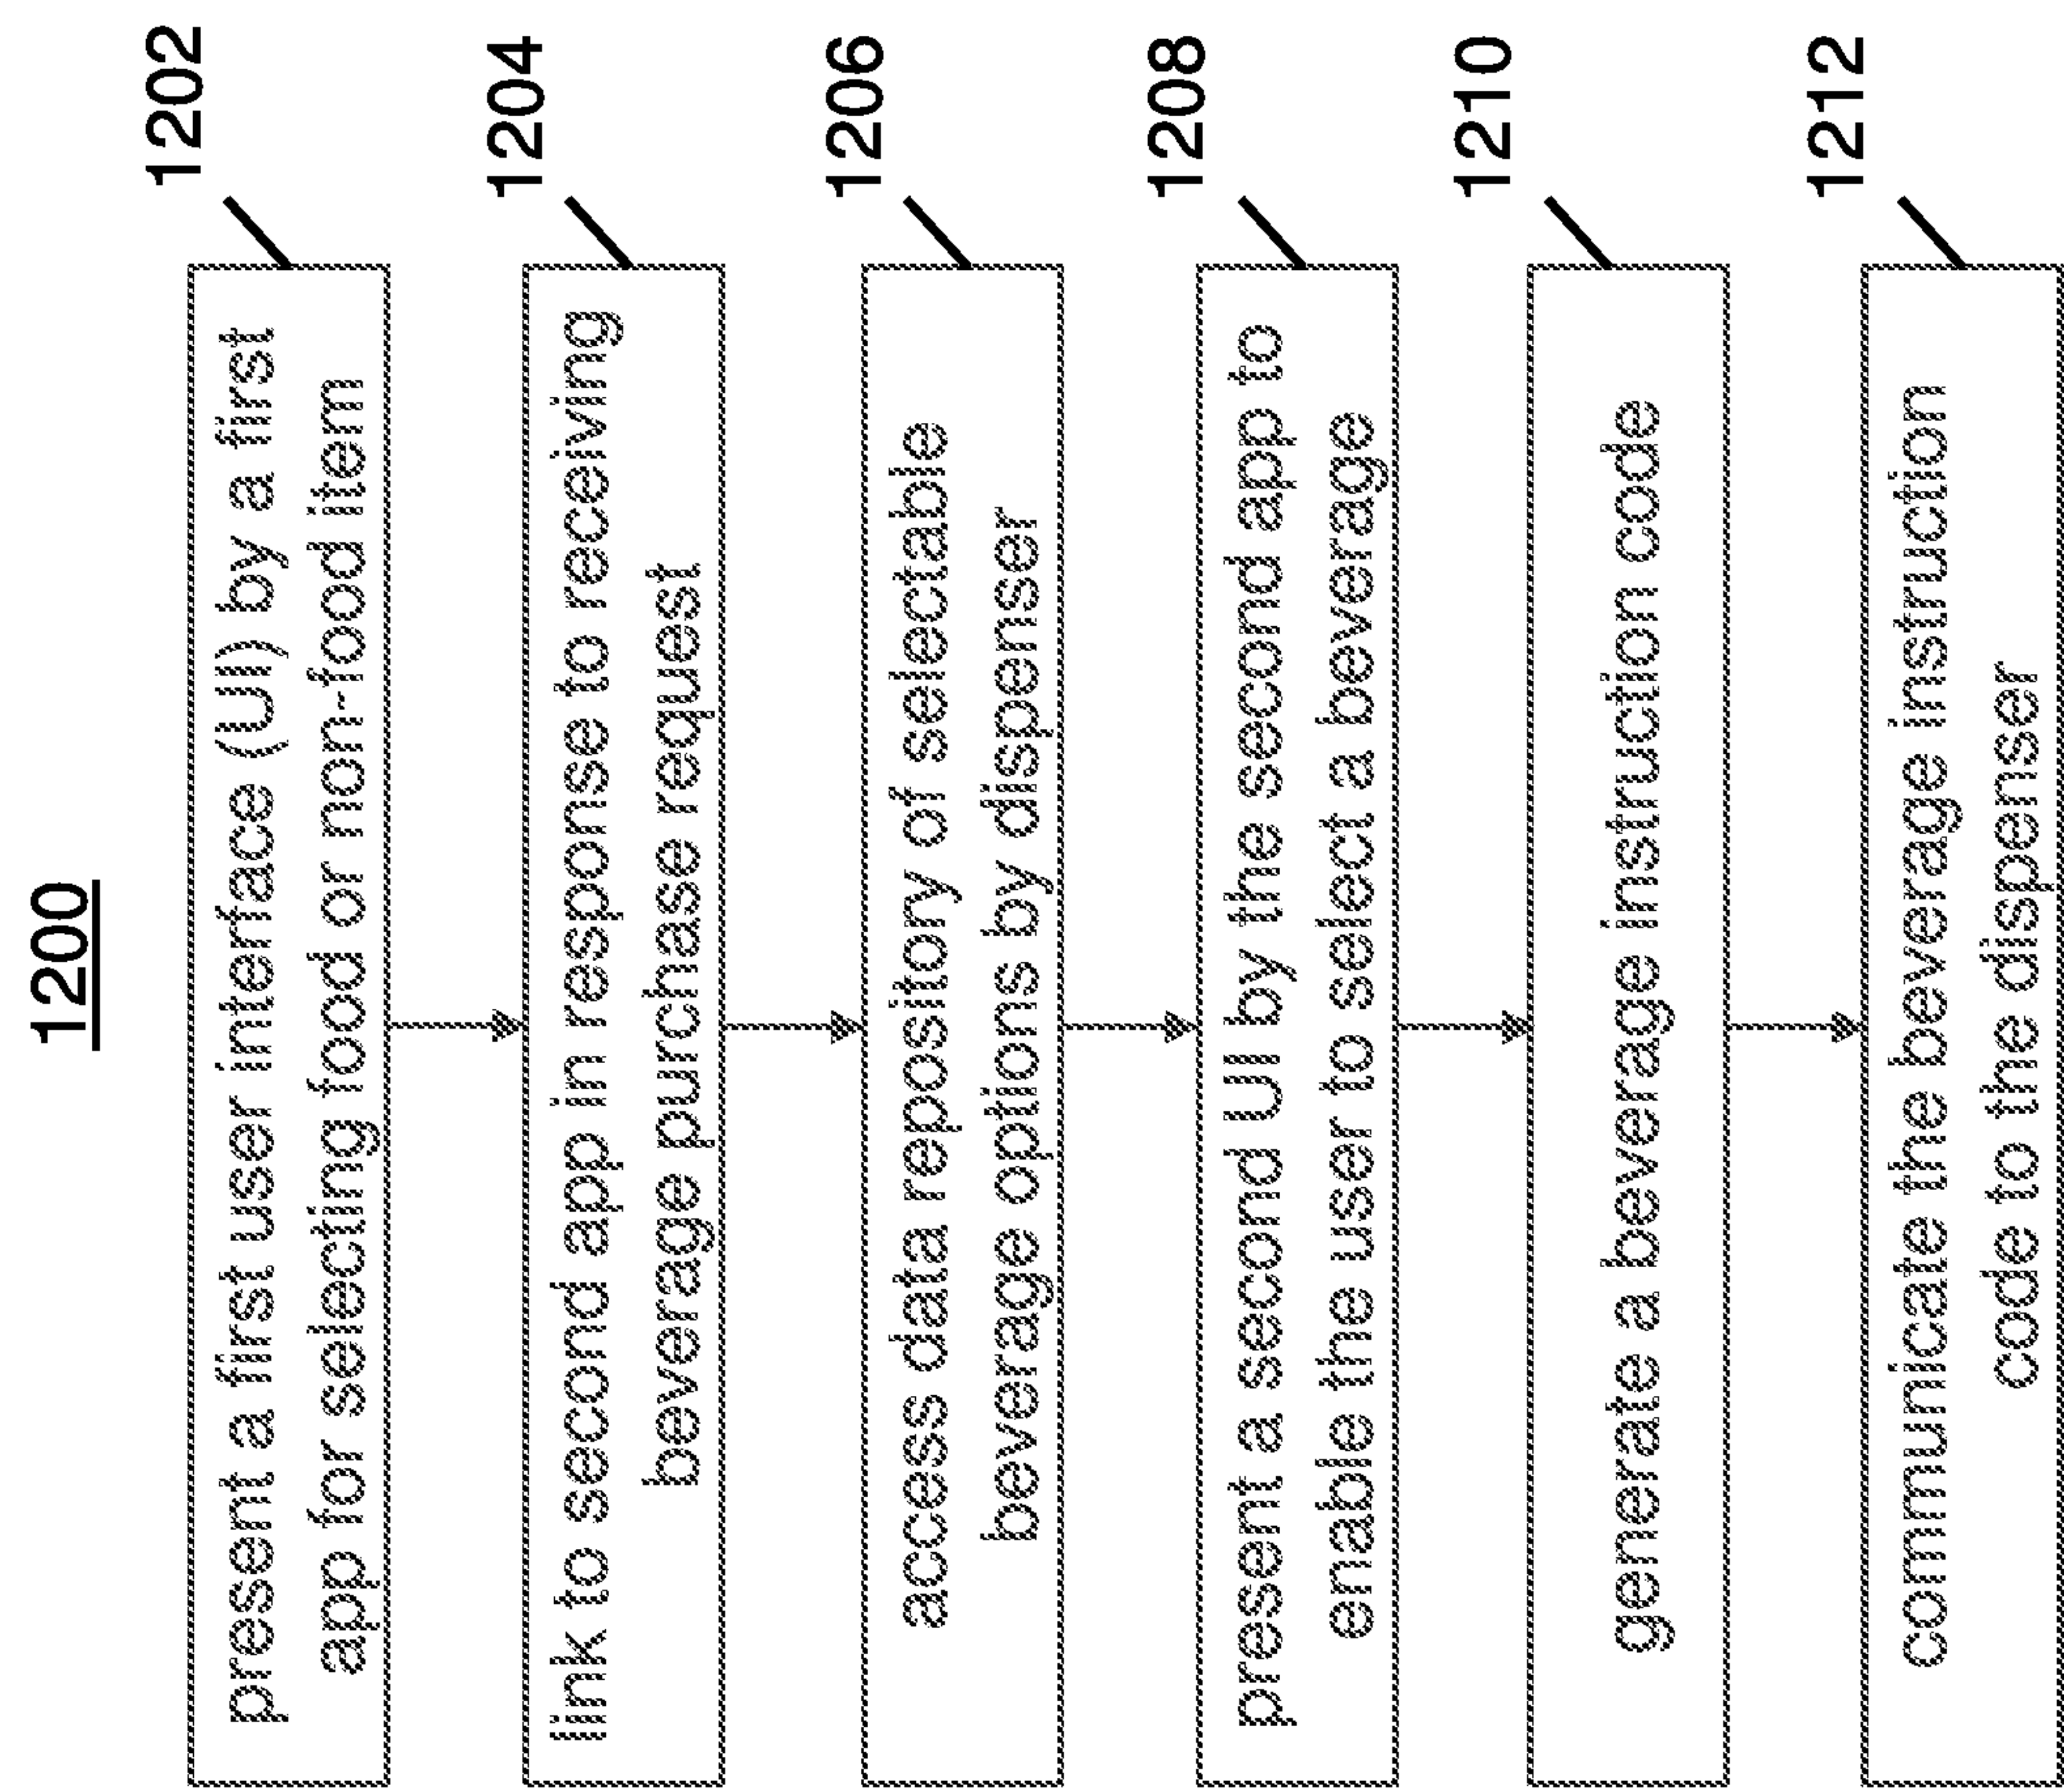 1200
present a first user interface (UI) by a first
app for selecting food or non-food item
1202
link to second app in response to receiving
beverage purchase request
1204
access data repository of selectable
beverage options by dispenser
1206
present a second UI by the second app to
enable the user to select a beverage
1208
generate a beverage instruction code
1210
communicate the beverage instruction
code to the dispenser
1212